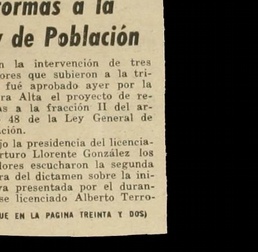 formas a la
y de Población
n la intervención de tres
ores que subieron a la tri-
fué aprobado ayer por la
ra Alta el proyecto de re-
as a la fracción II del ar-
48 de la Ley General de
ación.
jo la presidencia del licencia-
rturo Llorente González los
dores escucharon la segunda
ra del dictamen sobre la ini-
va presentada por el duran-
se licenciado Alberto Terro-
UE EN LA PAGINA TREINTA Y DOS)